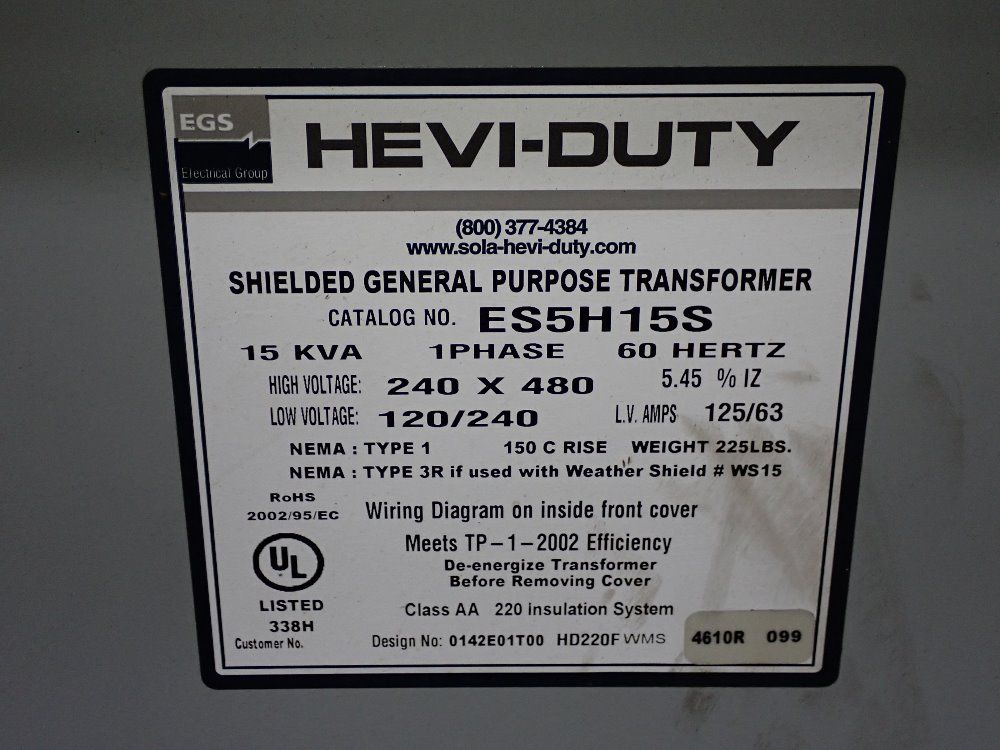 EGS
Electrical Group
HEVI-DUTY
(800) 377-4384
www.sola-hevi-duty.com
SHIELDED GENERAL PURPOSE TRANSFORMER
CATALOG NO. ES5H15S
15 KVA 1PHASE 60 HERTZ
HIGH VOLTAGE: 240 X 480 5.45 % IZ
LOW VOLTAGE: 120/240 L.V. AMPS 125/63
NEMA : TYPE 1 150 C RISE WEIGHT 225LBS.
NEMA : TYPE 3R if used with Weather Shield # WS15
RoHS
2002/95/EC
Wiring Diagram on inside front cover
Meets TP-1-2002 Efficiency
De-energize Transformer
Before Removing Cover
UL
LISTED
338H
Class AA 220 insulation System
Customer No. Design No: 0142E01T00 HD220F WMS 4610R 099